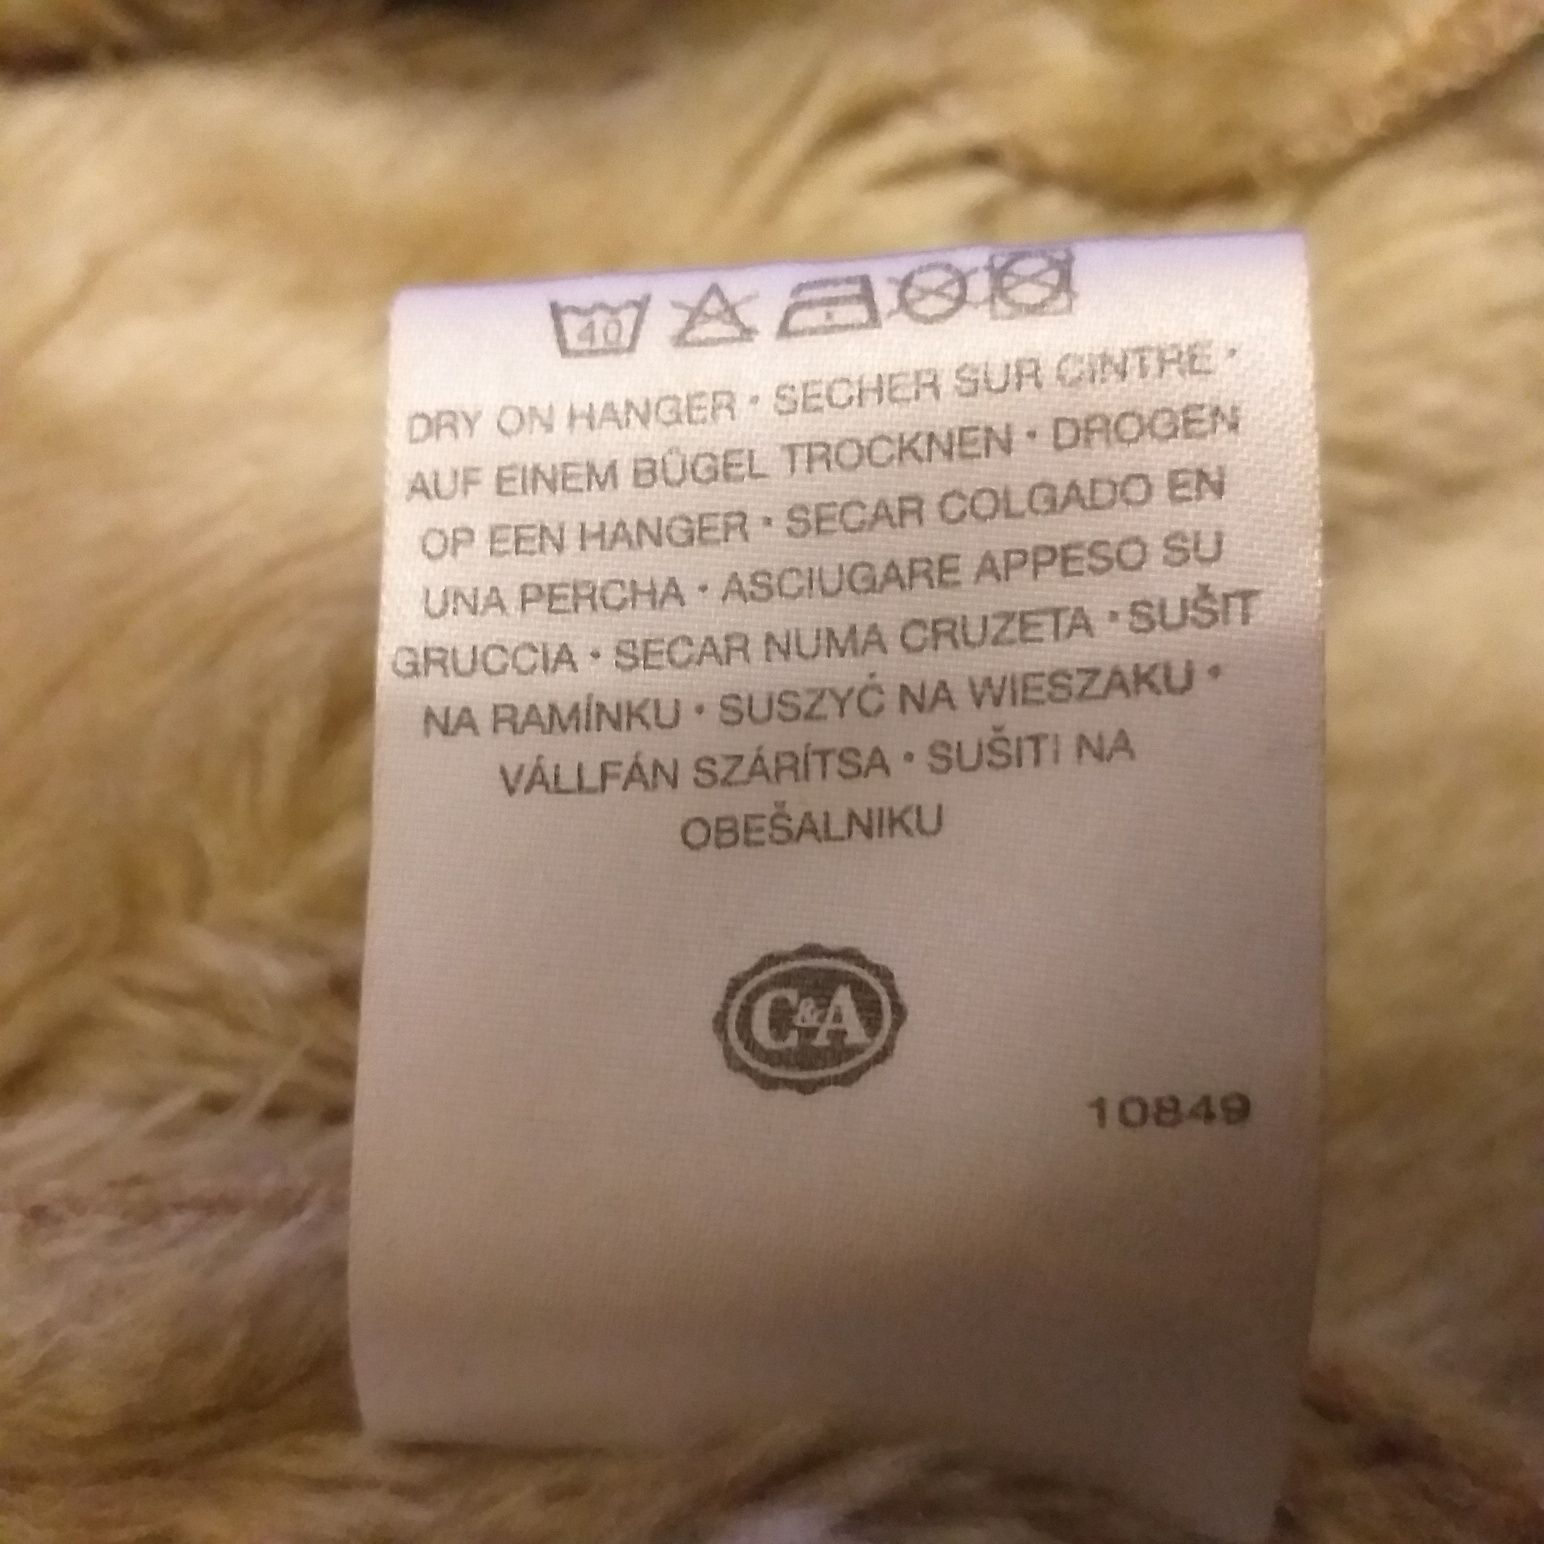 40
DRY ON HANGER • SECHER SUR CINTRE •
AUF EINEM BÜGEL TROCKNEN • DROGEN
OP EEN HANGER • SECAR COLGADO EN
UNA PERCHA • ASCIUGARE APPESO SU
GRUCCIA • SECAR NUMA CRUZETA • SUŠIT
NA RAMÍNKU • SUSZYĆ NA WIESZAKU •
VÁLLFÁN SZÁRÍTSA • SUŠITI NA
OBEŠALNIKU
C&A
10849